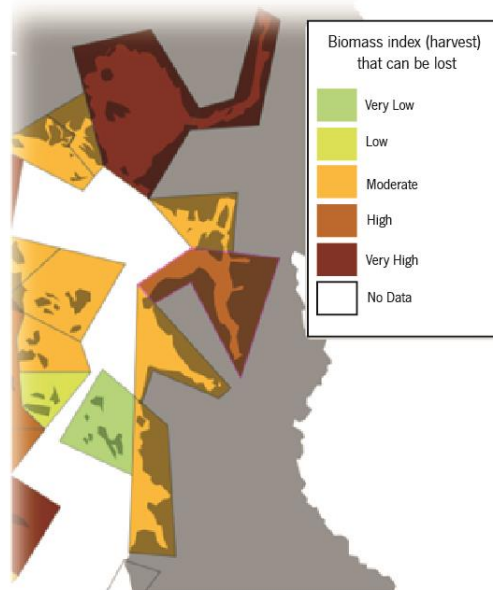 Biomass index (harvest)
that can be lost
Very Low
Low
Moderate
High
Very High
No Data